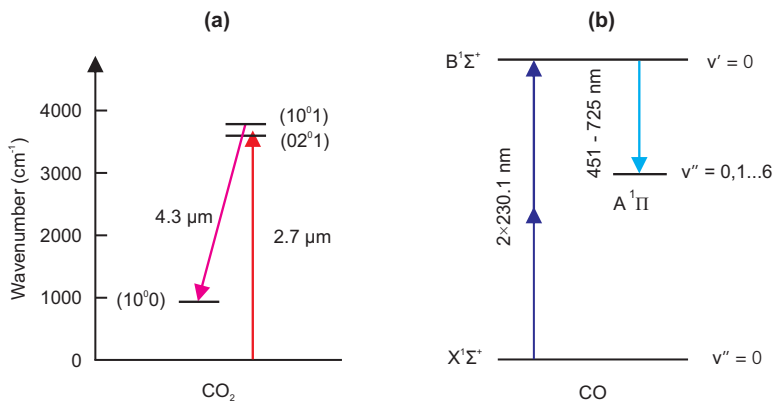 (a)
Wavenumber (cm⁻¹)
4000
3000
2000
1000
0
(10⁰1)
(02⁰1)
4.3 µm
2.7 µm
(10⁰0)
CO₂
(b)
B¹Σ⁺
v′ = 0
2×230.1 nm
451 - 725 nm
v″ = 0,1...6
A ¹Π
X¹Σ⁺
v″ = 0
CO